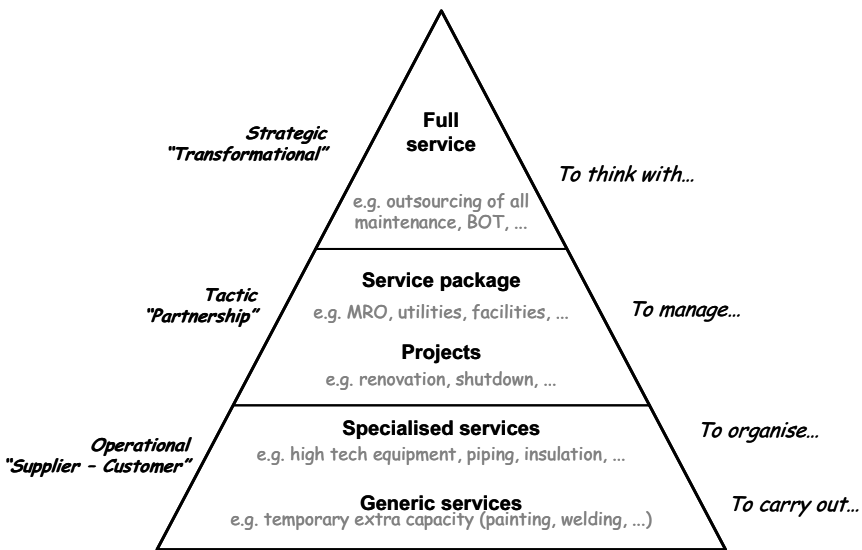 Full
service
Strategic
"Transformational"
To think with...
e.g. outsourcing of all
maintenance, BOT, ...
Service package
Tactic
"Partnership"
e.g. MRO, utilities, facilities, ...
To manage...
Projects
e.g. renovation, shutdown, ...
Specialised services
To organise...
Operational
"Supplier – Customer"
e.g. high tech equipment, piping, insulation, ...
Generic services
To carry out...
e.g. temporary extra capacity (painting, welding, ...)